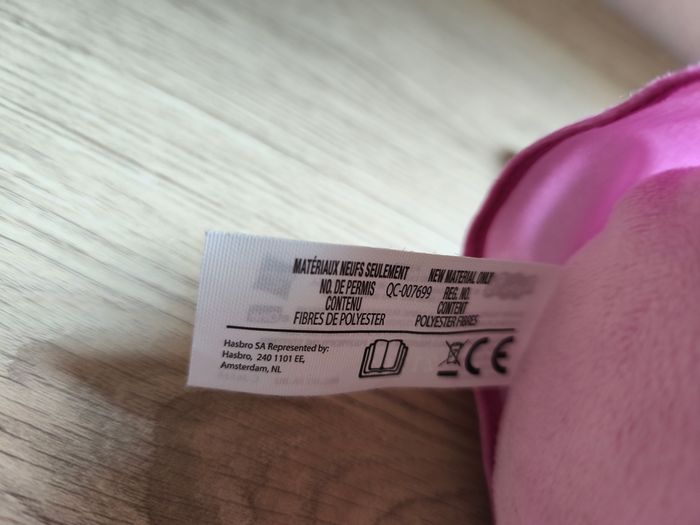 MATÉRIAUX NEUFS SEULEMENT NEW MATERIAL ONLY
NO. DE PERMIS QC-007699 REG. NO.
CONTENU CONTENT
FIBRES DE POLYESTER POLYESTER FIBRES
Hasbro SA Represented by:
Hasbro, 240 1101 EE,
Amsterdam, NL
CE